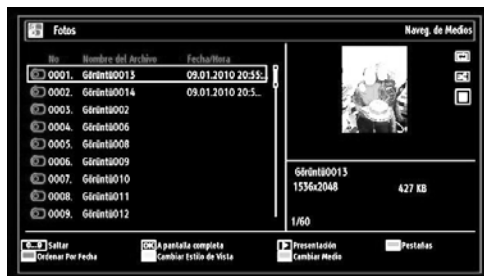 Fotos
Naveg. de Medios
No Nombre del Archivo Fecha/Hora
0001. Görüntü0013 09.01.2010 20:55:..
0002. Görüntü0014 09.01.2010 20:5...
0003. Görüntü002
0004. Görüntü006
0005. Görüntü008
0006. Görüntü009
0007. Görüntü010
0008. Görüntü011
0009. Görüntü012
Görüntü0013
1536x2048 427 KB
1/60
0...9 Saltar OK A pantalla completa Presentación Pestañas
Ordenar Por Fecha Cambiar Estilo de Vista Cambiar Medio